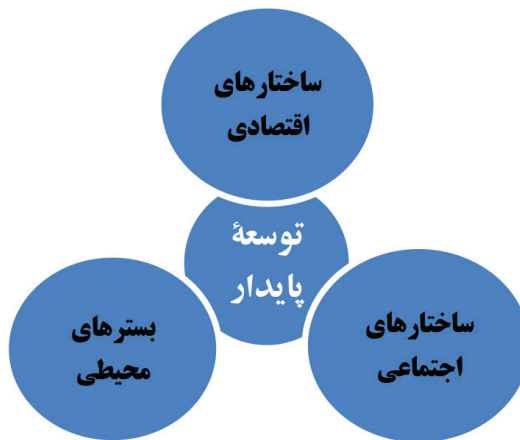 ساختارهای
اقتصادی
توسعهٔ
پایدار
ساختارهای
اجتماعی
بسترهای
محیطی